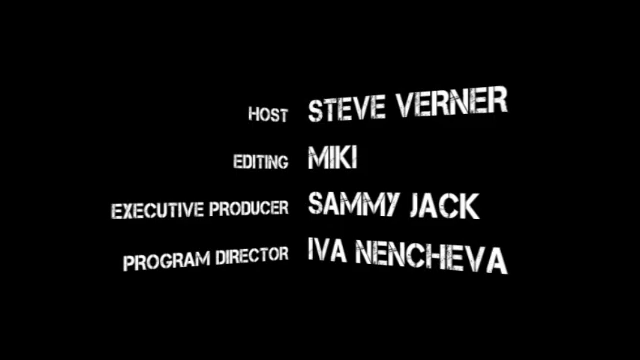 HOST STEVE VERNER
EDITING MIKI
EXECUTIVE PRODUCER SAMMY JACK
PROGRAM DIRECTOR IVA NENCHEVA